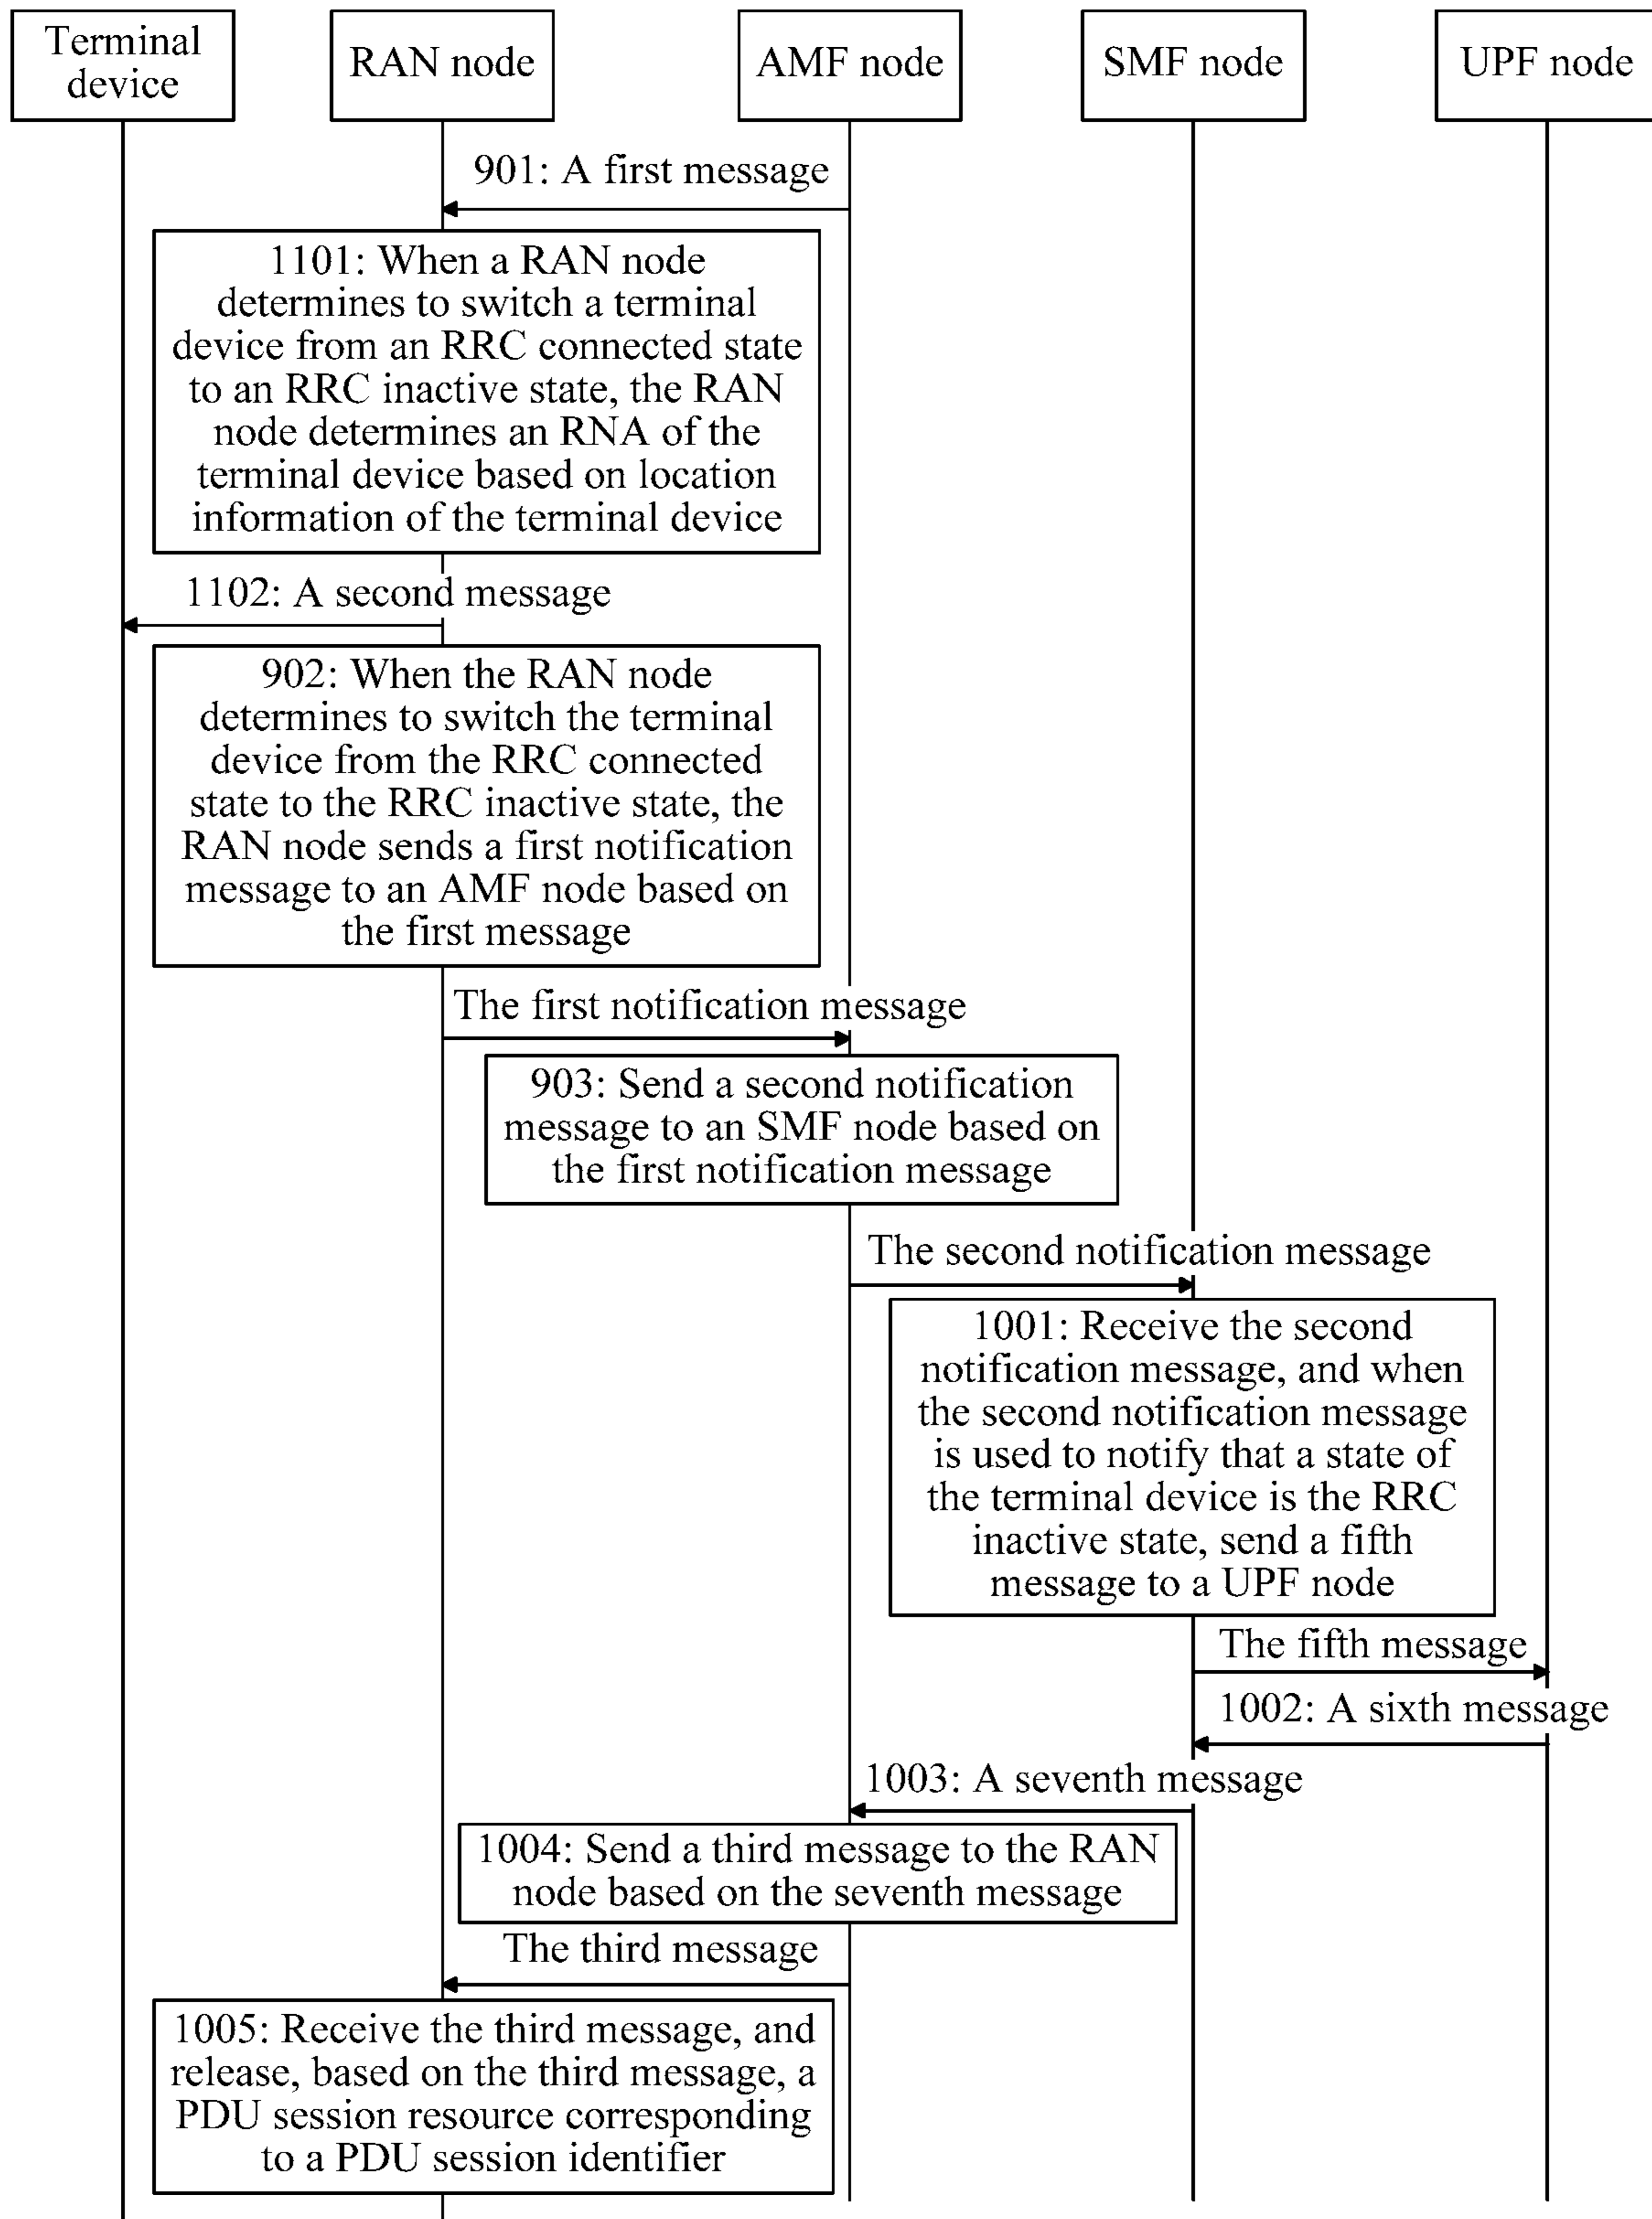 Terminal
device
RAN node
AMF node
SMF node
UPF node
901: A first message
1101: When a RAN node
determines to switch a terminal
device from an RRC connected state
to an RRC inactive state, the RAN
node determines an RNA of the
terminal device based on location
information of the terminal device
1102: A second message
902: When the RAN node
determines to switch the terminal
device from the RRC connected
state to the RRC inactive state, the
RAN node sends a first notification
message to an AMF node based on
the first message
The first notification message
903: Send a second notification
message to an SMF node based on
the first notification message
The second notification message
1001: Receive the second
notification message, and when
the second notification message
is used to notify that a state of
the terminal device is the RRC
inactive state, send a fifth
message to a UPF node
The fifth message
1002: A sixth message
1003: A seventh message
1004: Send a third message to the RAN
node based on the seventh message
The third message
1005: Receive the third message, and
release, based on the third message, a
PDU session resource corresponding
to a PDU session identifier